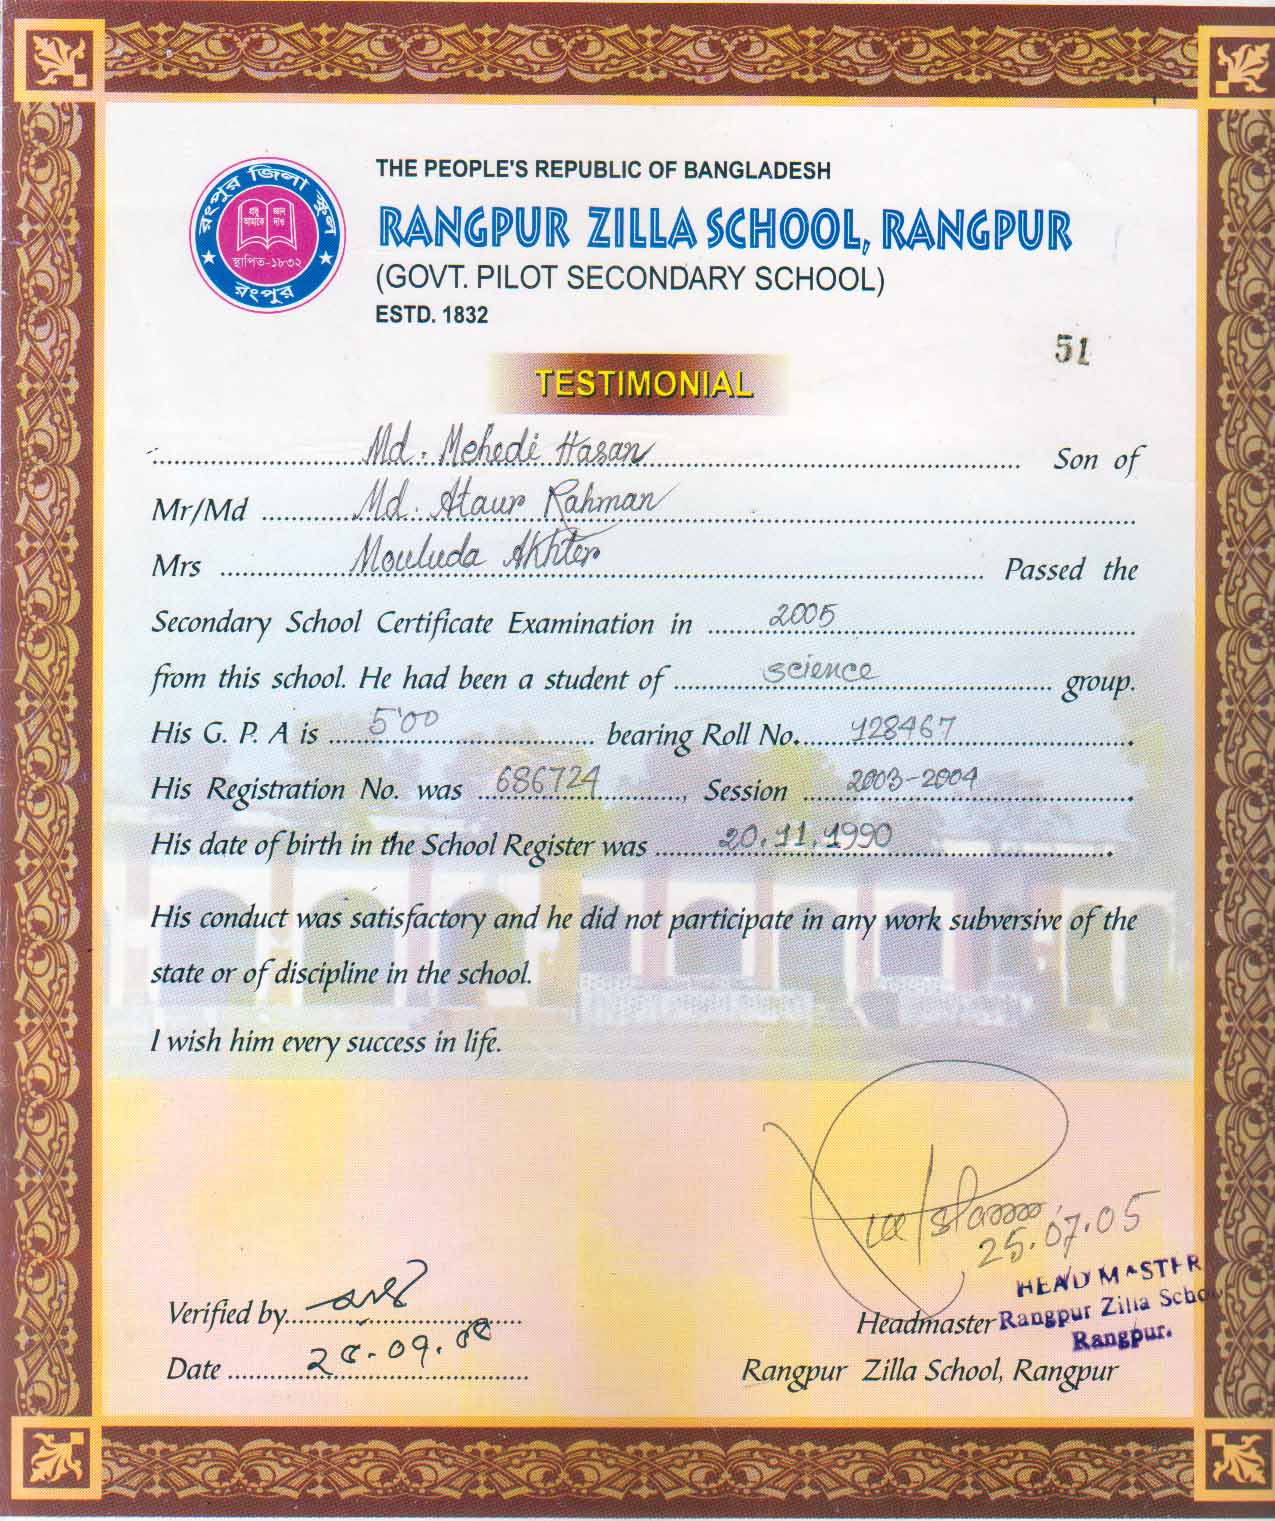 রংপুর জিলা স্কুল
প্রভু আমাকে জ্ঞান দাও
স্থাপিত-১৮৩২
রংপুর
THE PEOPLE'S REPUBLIC OF BANGLADESH
RANGPUR ZILLA SCHOOL, RANGPUR
(GOVT. PILOT SECONDARY SCHOOL)
ESTD. 1832
51
TESTIMONIAL
Md. Mehedi Hasan Son of
Mr/Md Md. Ataur Rahman
Mrs Mouluda Akhter Passed the
Secondary School Certificate Examination in 2005
from this school. He had been a student of science group.
His G. P. A is 5'00 bearing Roll No. 128467.
His Registration No. was 686724, Session 2003-2004.
His date of birth in the School Register was 20.11.1990.
His conduct was satisfactory and he did not participate in any work subversive of the
state or of discipline in the school.
I wish him every success in life.
25.07.05
HEAD MASTER
Rangpur Zilla School
Rangpur.
Verified by
Headmaster
Date ২৫.০৭.০৫
Rangpur Zilla School, Rangpur